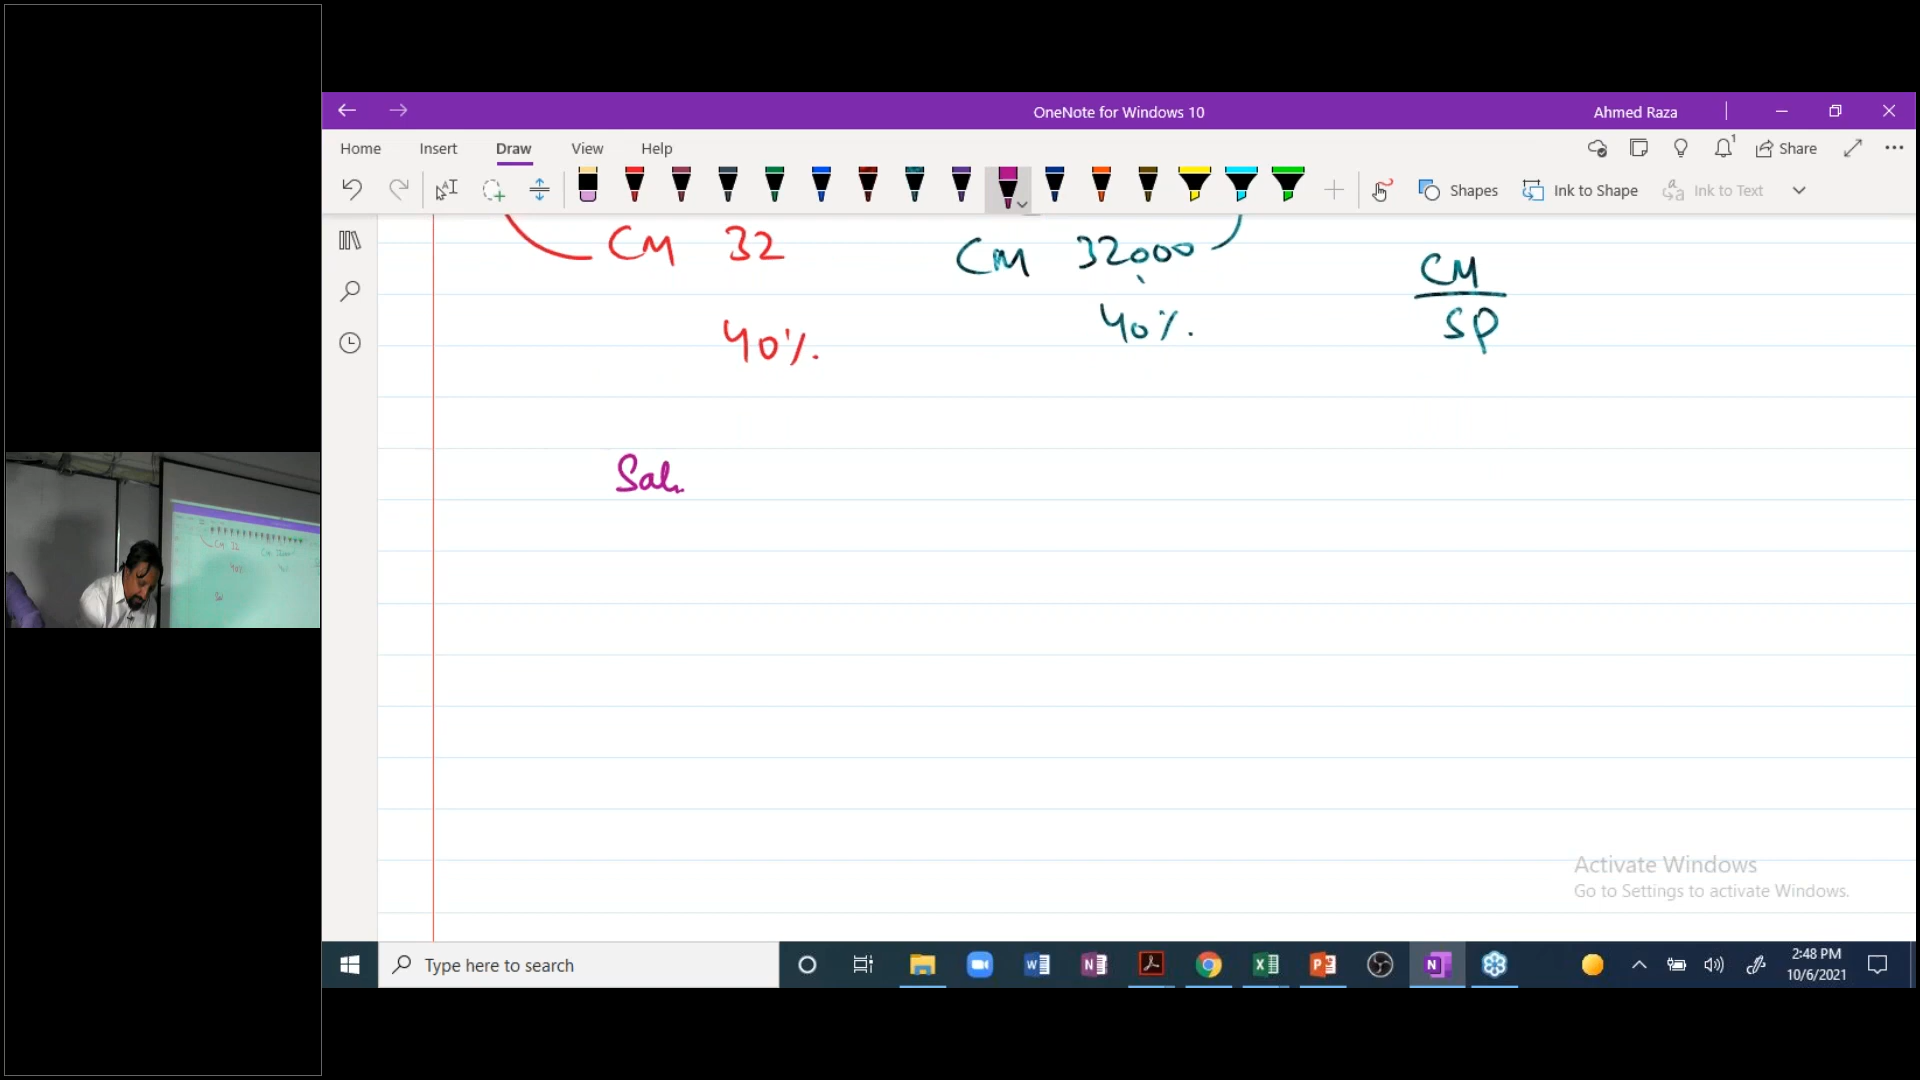 OneNote for Windows 10
Ahmed Raza
Home Insert Draw View Help
Share
Shapes Ink to Shape Ink to Text
CM 32
CM 32000
CM
SP
40%.
40%.
Activate Windows
Go to Settings to activate Windows.
Type here to search
2:48 PM
10/6/2021